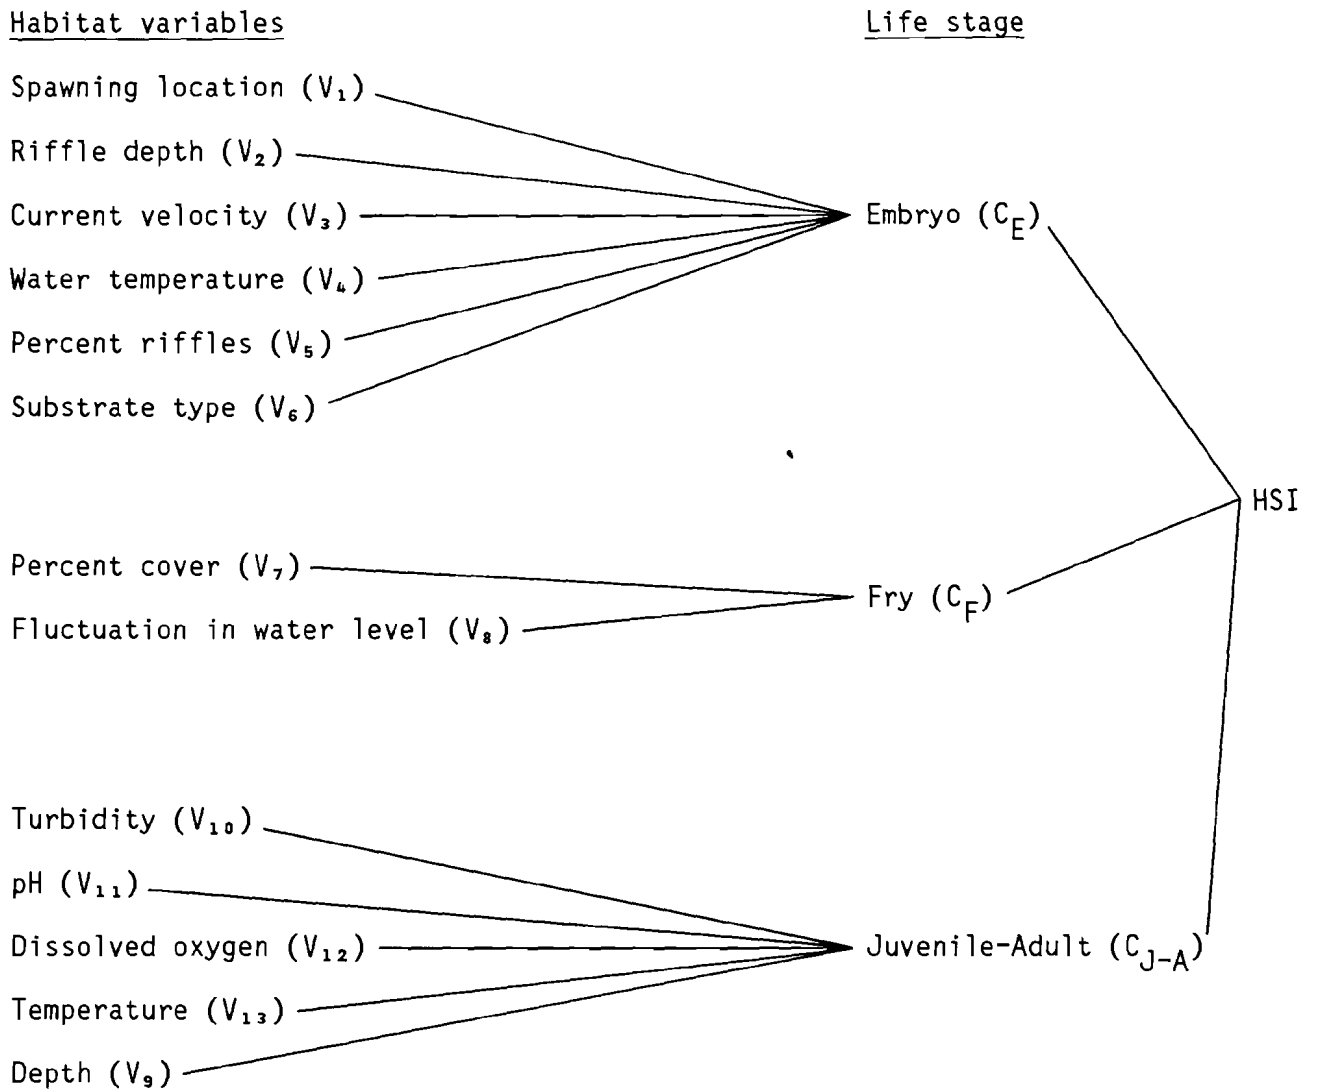 Habitat variables
Life stage
Spawning location (V₁)
Riffle depth (V₂)
Current velocity (V₃)
Water temperature (V₄)
Percent riffles (V₅)
Substrate type (V₆)
Embryo (C_E)
HSI
Percent cover (V₇)
Fluctuation in water level (V₈)
Fry (C_F)
Turbidity (V₁₀)
pH (V₁₁)
Dissolved oxygen (V₁₂)
Temperature (V₁₃)
Depth (V₉)
Juvenile-Adult (C_J-A)